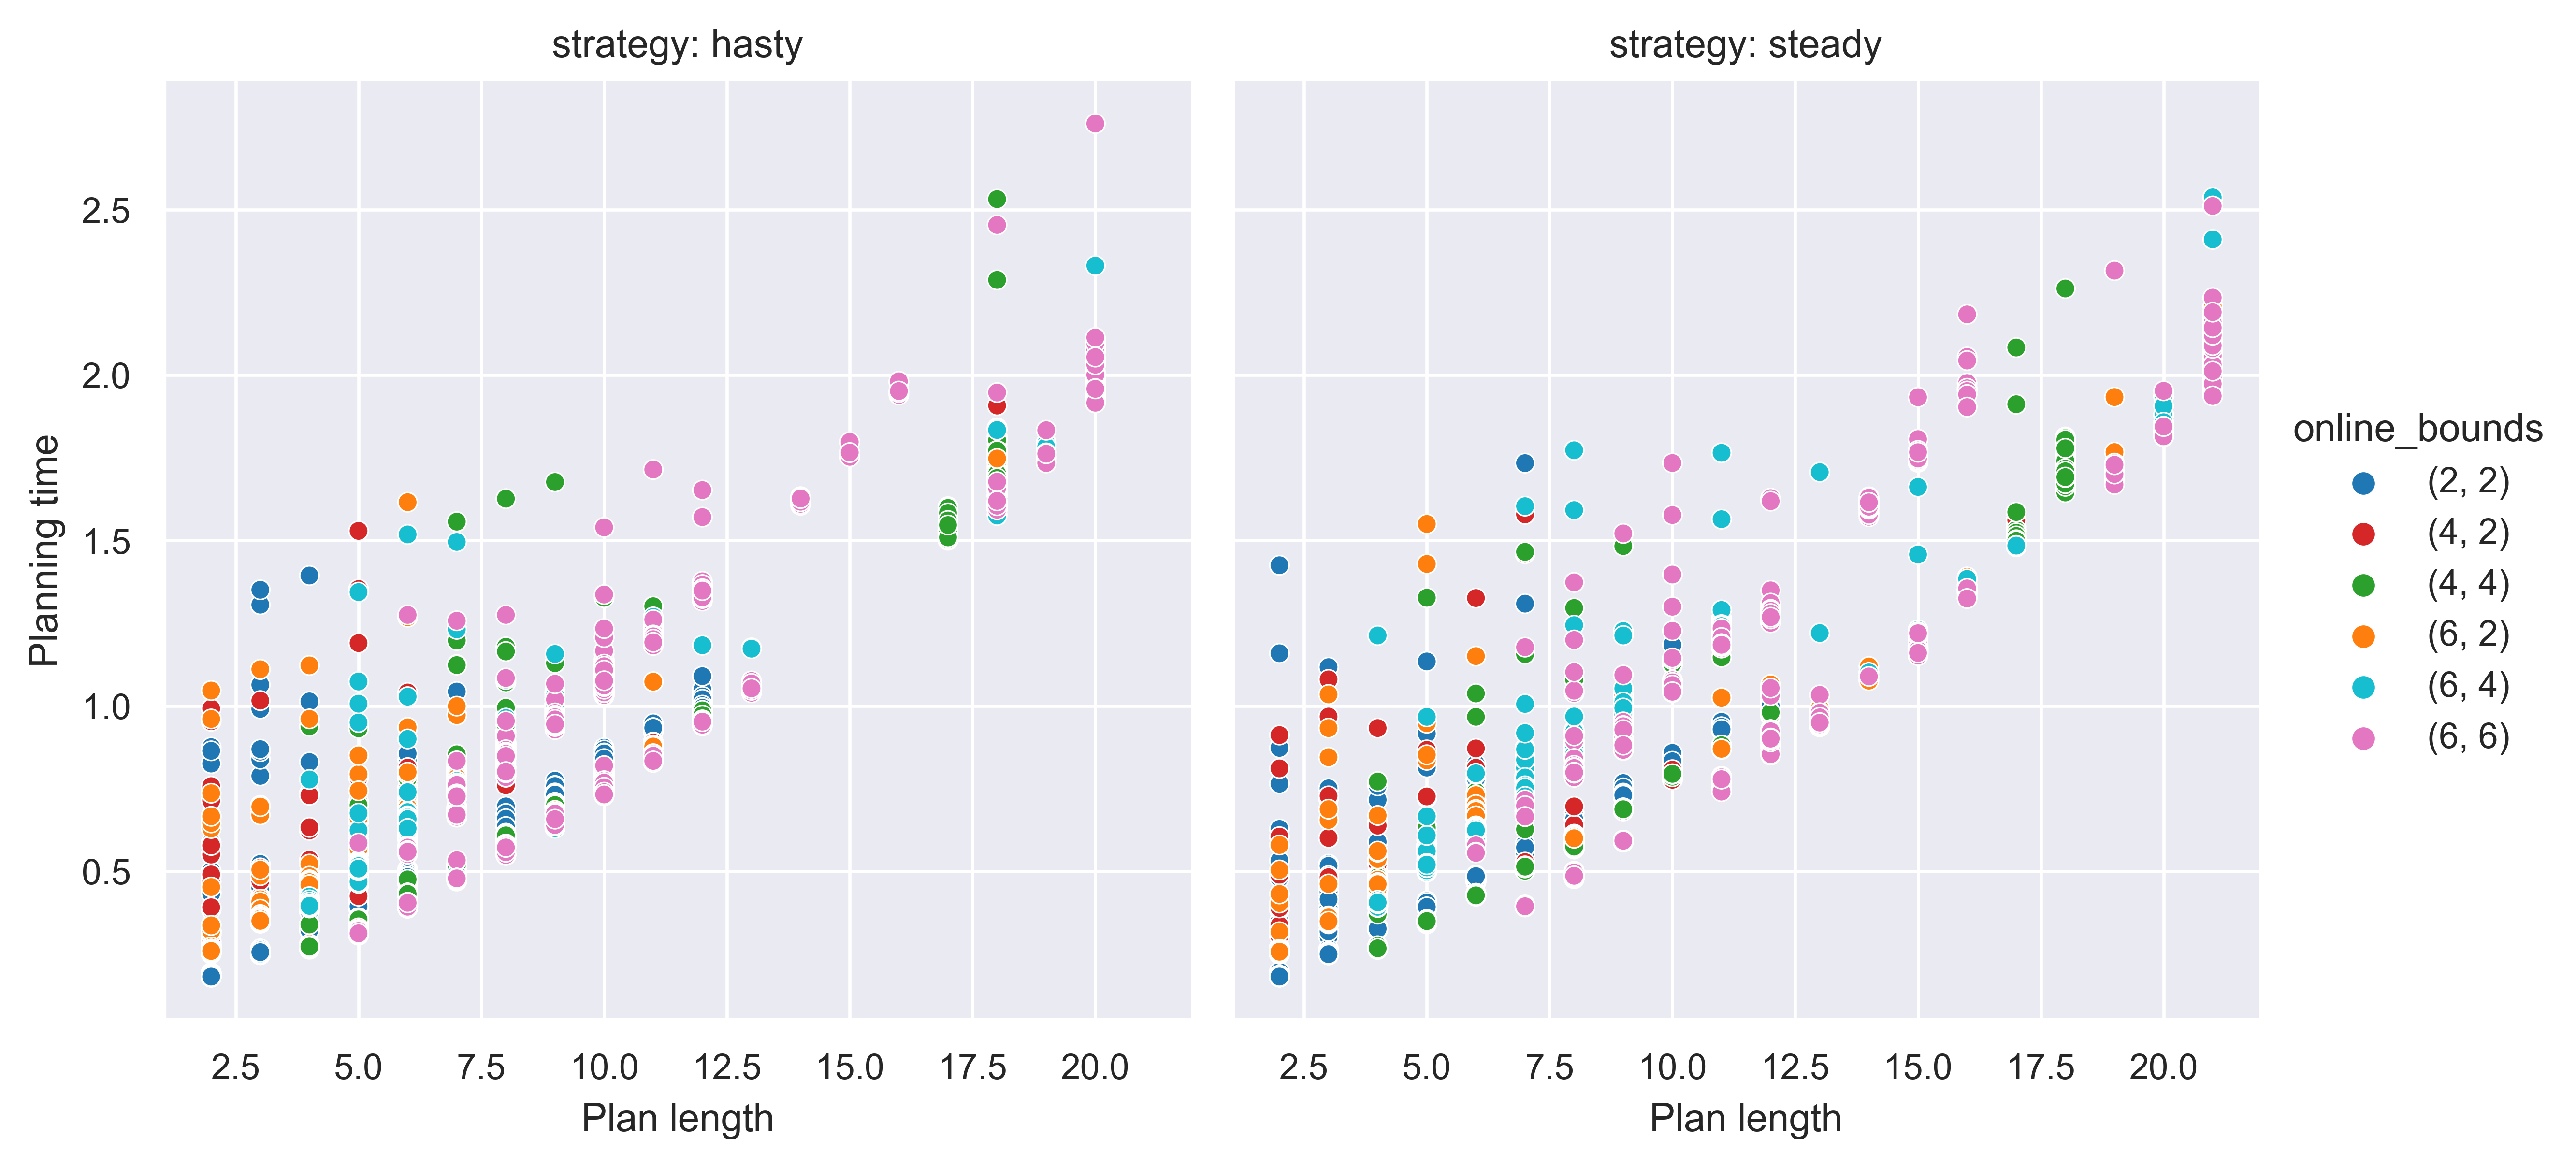 strategy: hasty
strategy: steady
Planning time
2.5
2.0
1.5
1.0
0.5
2.5 5.0 7.5 10.0 12.5 15.0 17.5 20.0
2.5 5.0 7.5 10.0 12.5 15.0 17.5 20.0
Plan length
Plan length
online_bounds
(2, 2)
(4, 2)
(4, 4)
(6, 2)
(6, 4)
(6, 6)